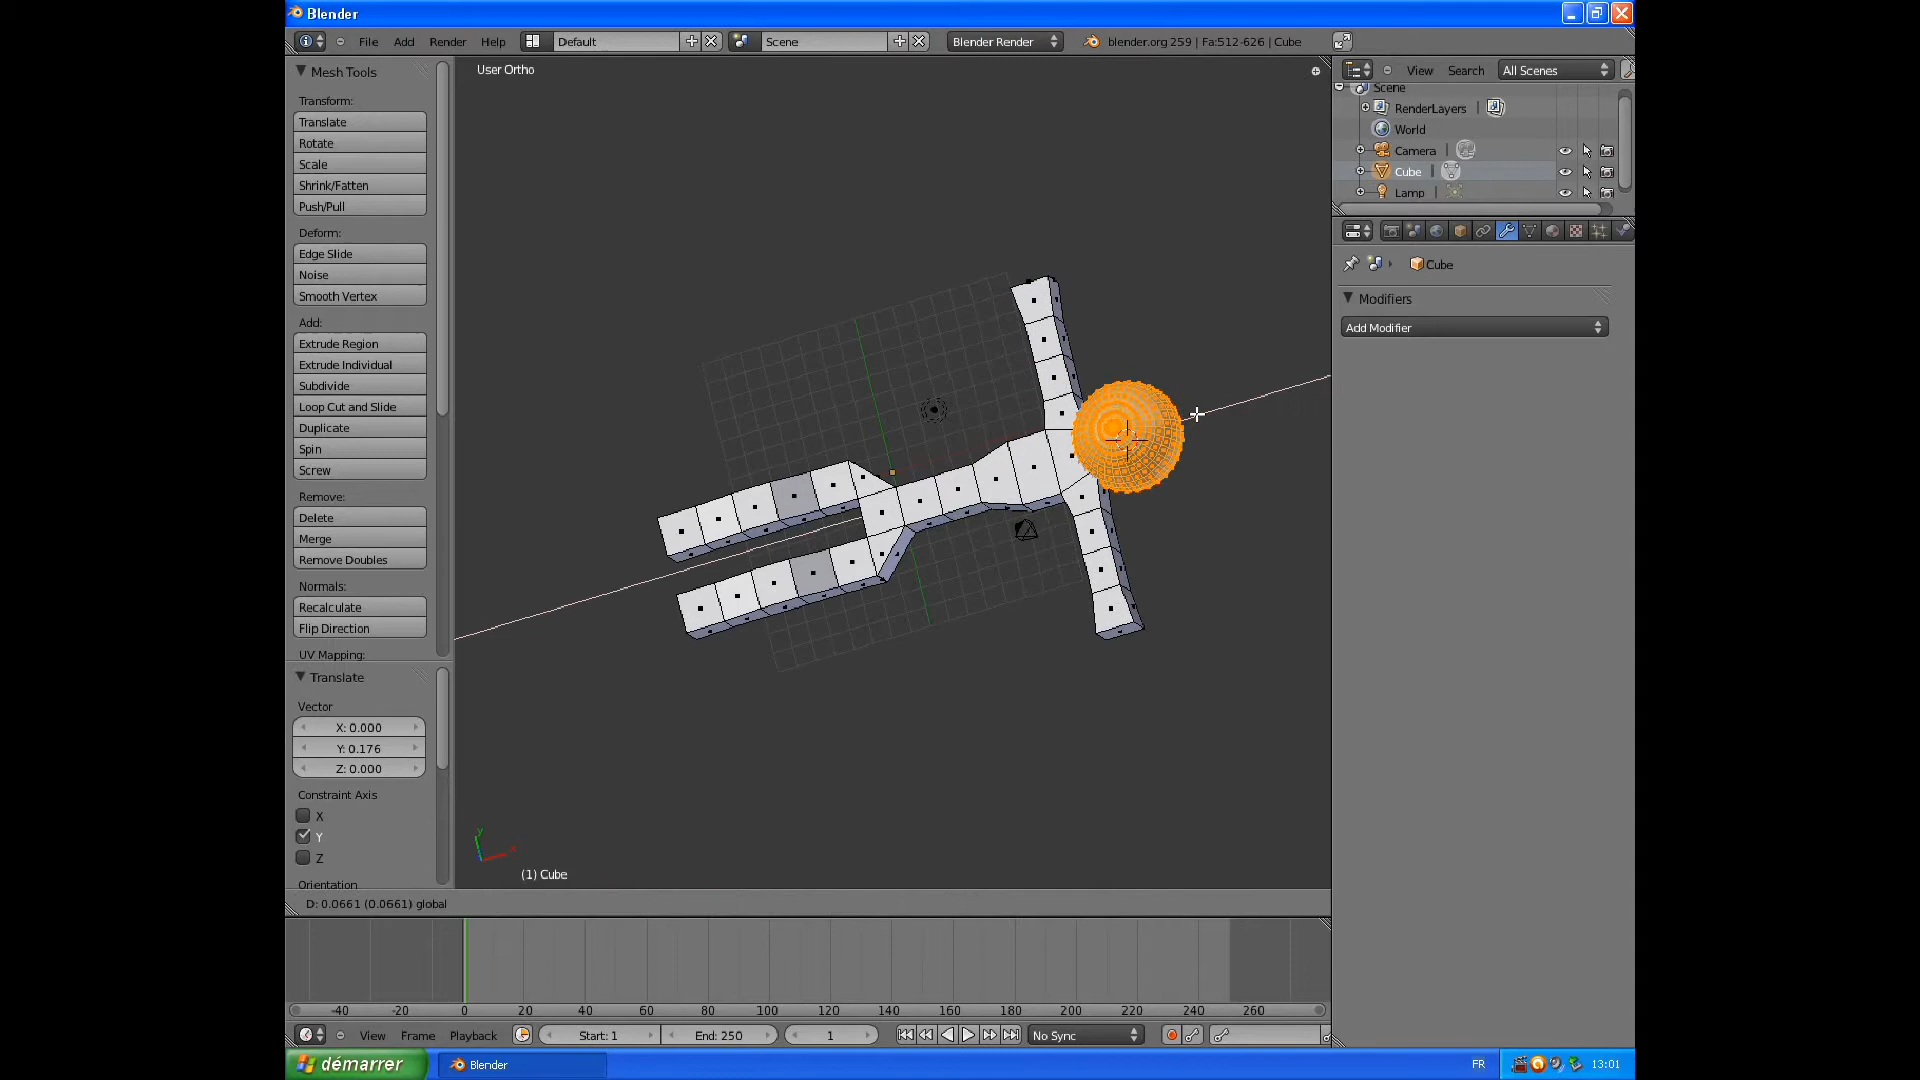 Blender
File Add Render Help Default Scene Blender Render blender.org 259 | Fa:512-626 | Cube
Mesh Tools
Transform:
Translate
Rotate
Scale
Shrink/Fatten
Push/Pull
Deform:
Edge Slide
Noise
Smooth Vertex
Add:
Extrude Region
Extrude Individual
Subdivide
Loop Cut and Slide
Duplicate
Spin
Screw
Remove:
Delete
Merge
Remove Doubles
Normals:
Recalculate
Flip Direction
UV Mapping:
Translate
Vector
X: 0.000
Y: 0.176
Z: 0.000
Constraint Axis
X
Y
Z
Orientation
User Ortho
y
x
(1) Cube
D: 0.0661 (0.0661) global
View Search All Scenes
Scene
RenderLayers
World
Camera
Cube
Lamp
Cube
Modifiers
Add Modifier
-40 -20 0 20 40 60 80 100 120 140 160 180 200 220 240 260
View Frame Playback Start: 1 End: 250 1 No Sync
démarrer Blender FR 13:01